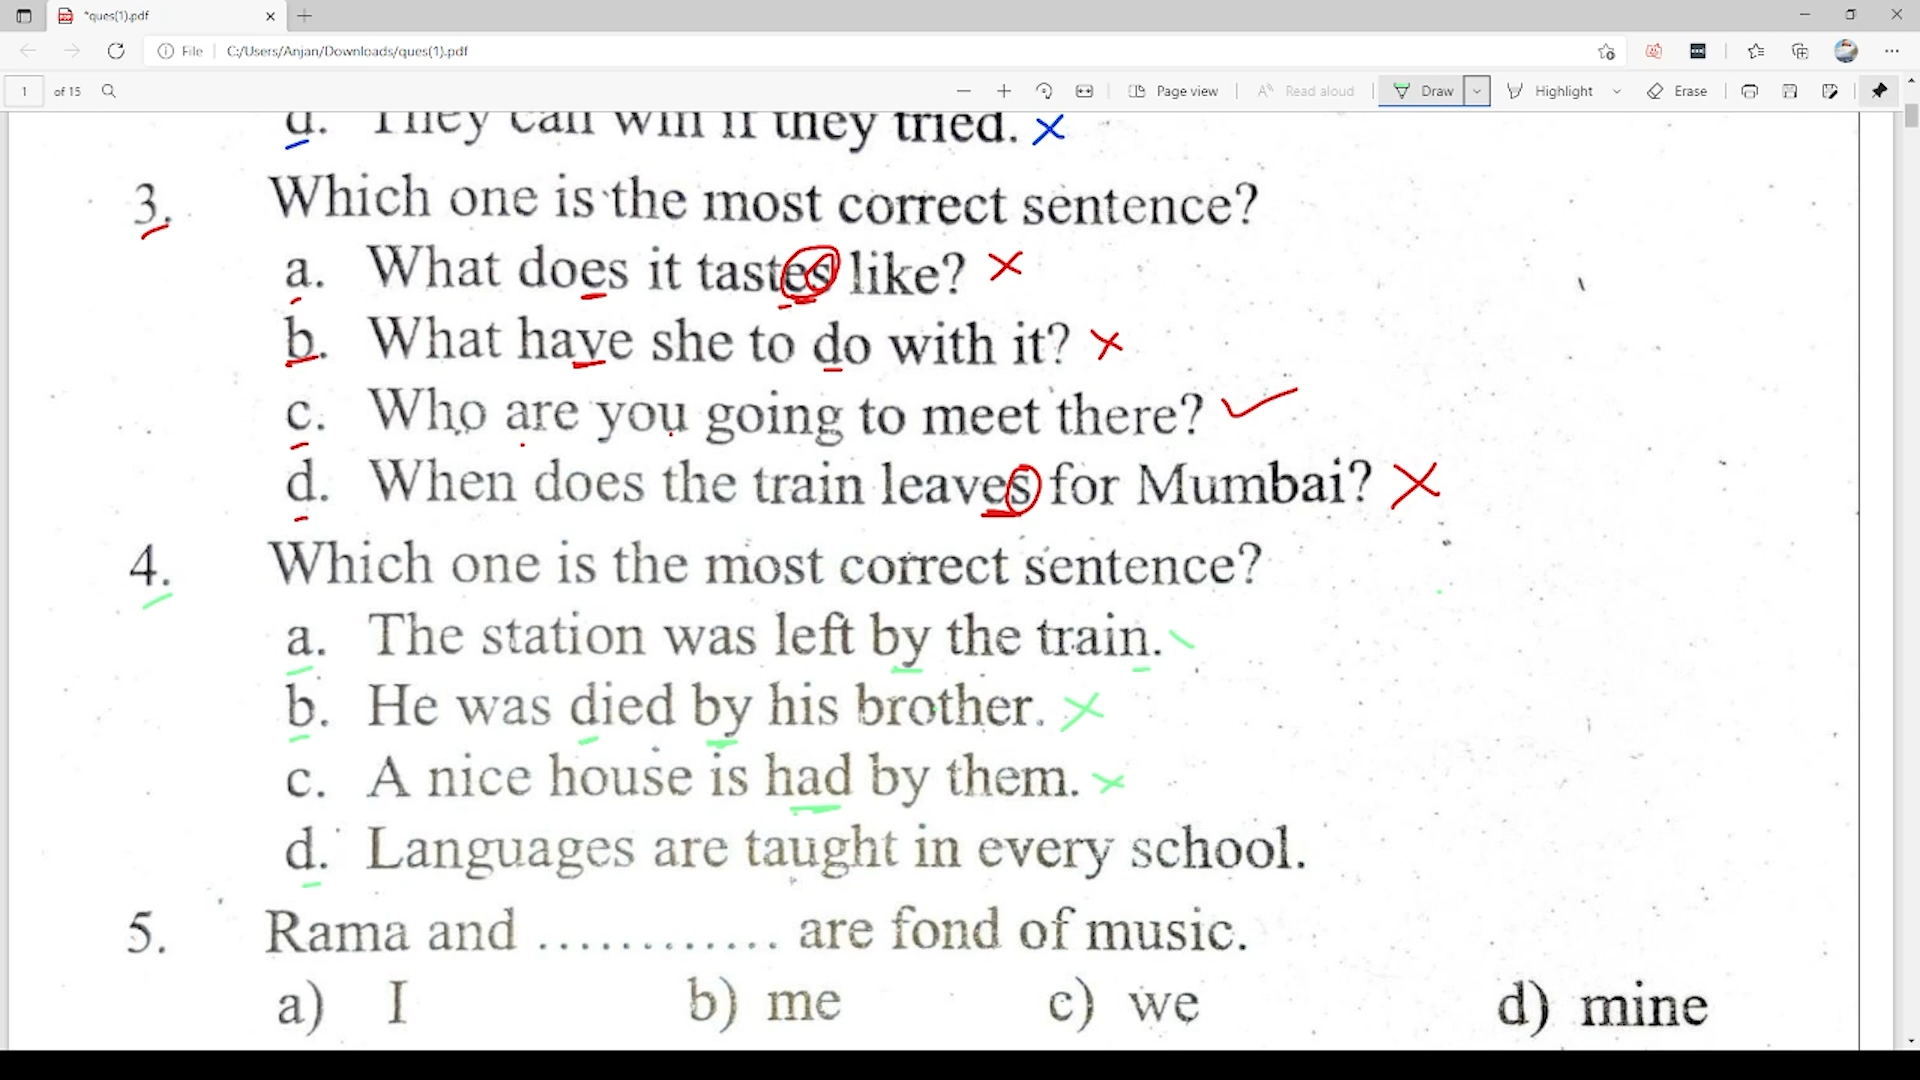 *ques(1).pdf
File C:/Users/Anjan/Downloads/ques(1).pdf
1 of 15 Page view Read aloud Draw Highlight Erase
d. They can win if they tried.
3. Which one is the most correct sentence?
a. What does it tastes like?
b. What have she to do with it?
c. Who are you going to meet there?
d. When does the train leaves for Mumbai?
4. Which one is the most correct sentence?
a. The station was left by the train.
b. He was died by his brother.
c. A nice house is had by them.
d. Languages are taught in every school.
5. Rama and ............. are fond of music.
a) I b) me c) we d) mine